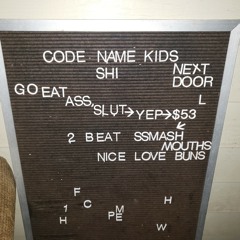 CODE NAME KIDS
SHI NEXT
DOOR
GO EAT L
ASS, SLUT→YEP→$53
↙
2 BEAT SSMASH
MOUTHS
NICE LOVE BUNS
F
C H
1 M
H PE W